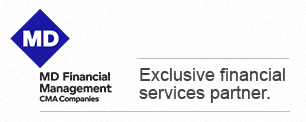 MD
MD Financial
Management
CMA Companies
Exclusive financial
services partner.